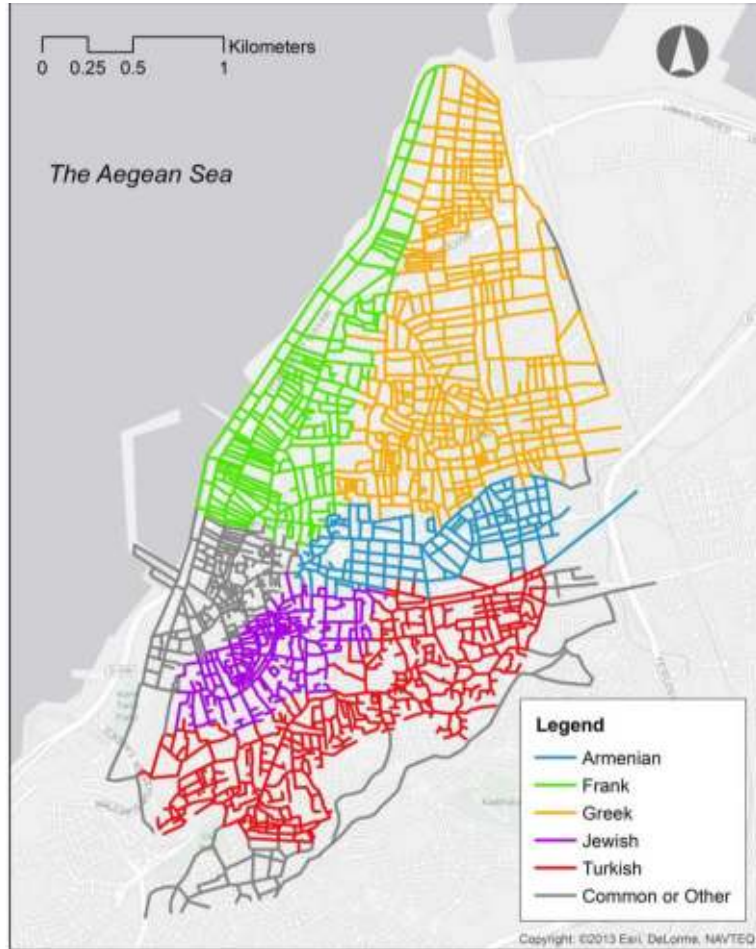 Kilometers
0 0.25 0.5 1
The Aegean Sea
Legend
Armenian
Frank
Greek
Jewish
Turkish
Common or Other
Copyright: ©2013 Esri, DeLorme, NAVTEQ